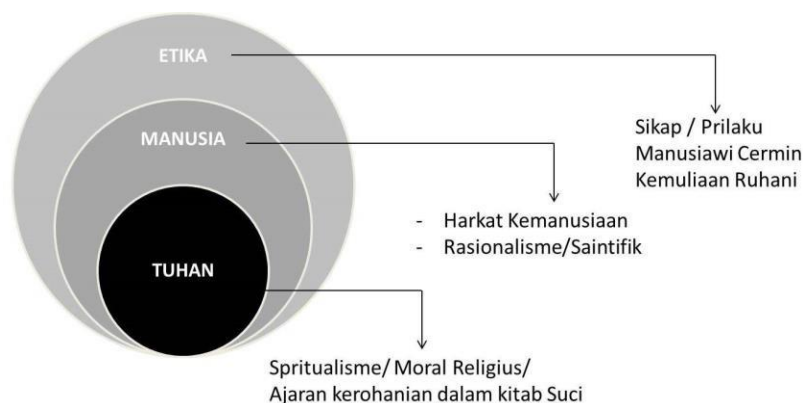 ETIKA
MANUSIA
TUHAN
Sikap / Prilaku
Manusiawi Cermin
Kemuliaan Ruhani
- Harkat Kemanusiaan
- Rasionalisme/Saintifik
Spritualisme/ Moral Religius/
Ajaran kerohanian dalam kitab Suci